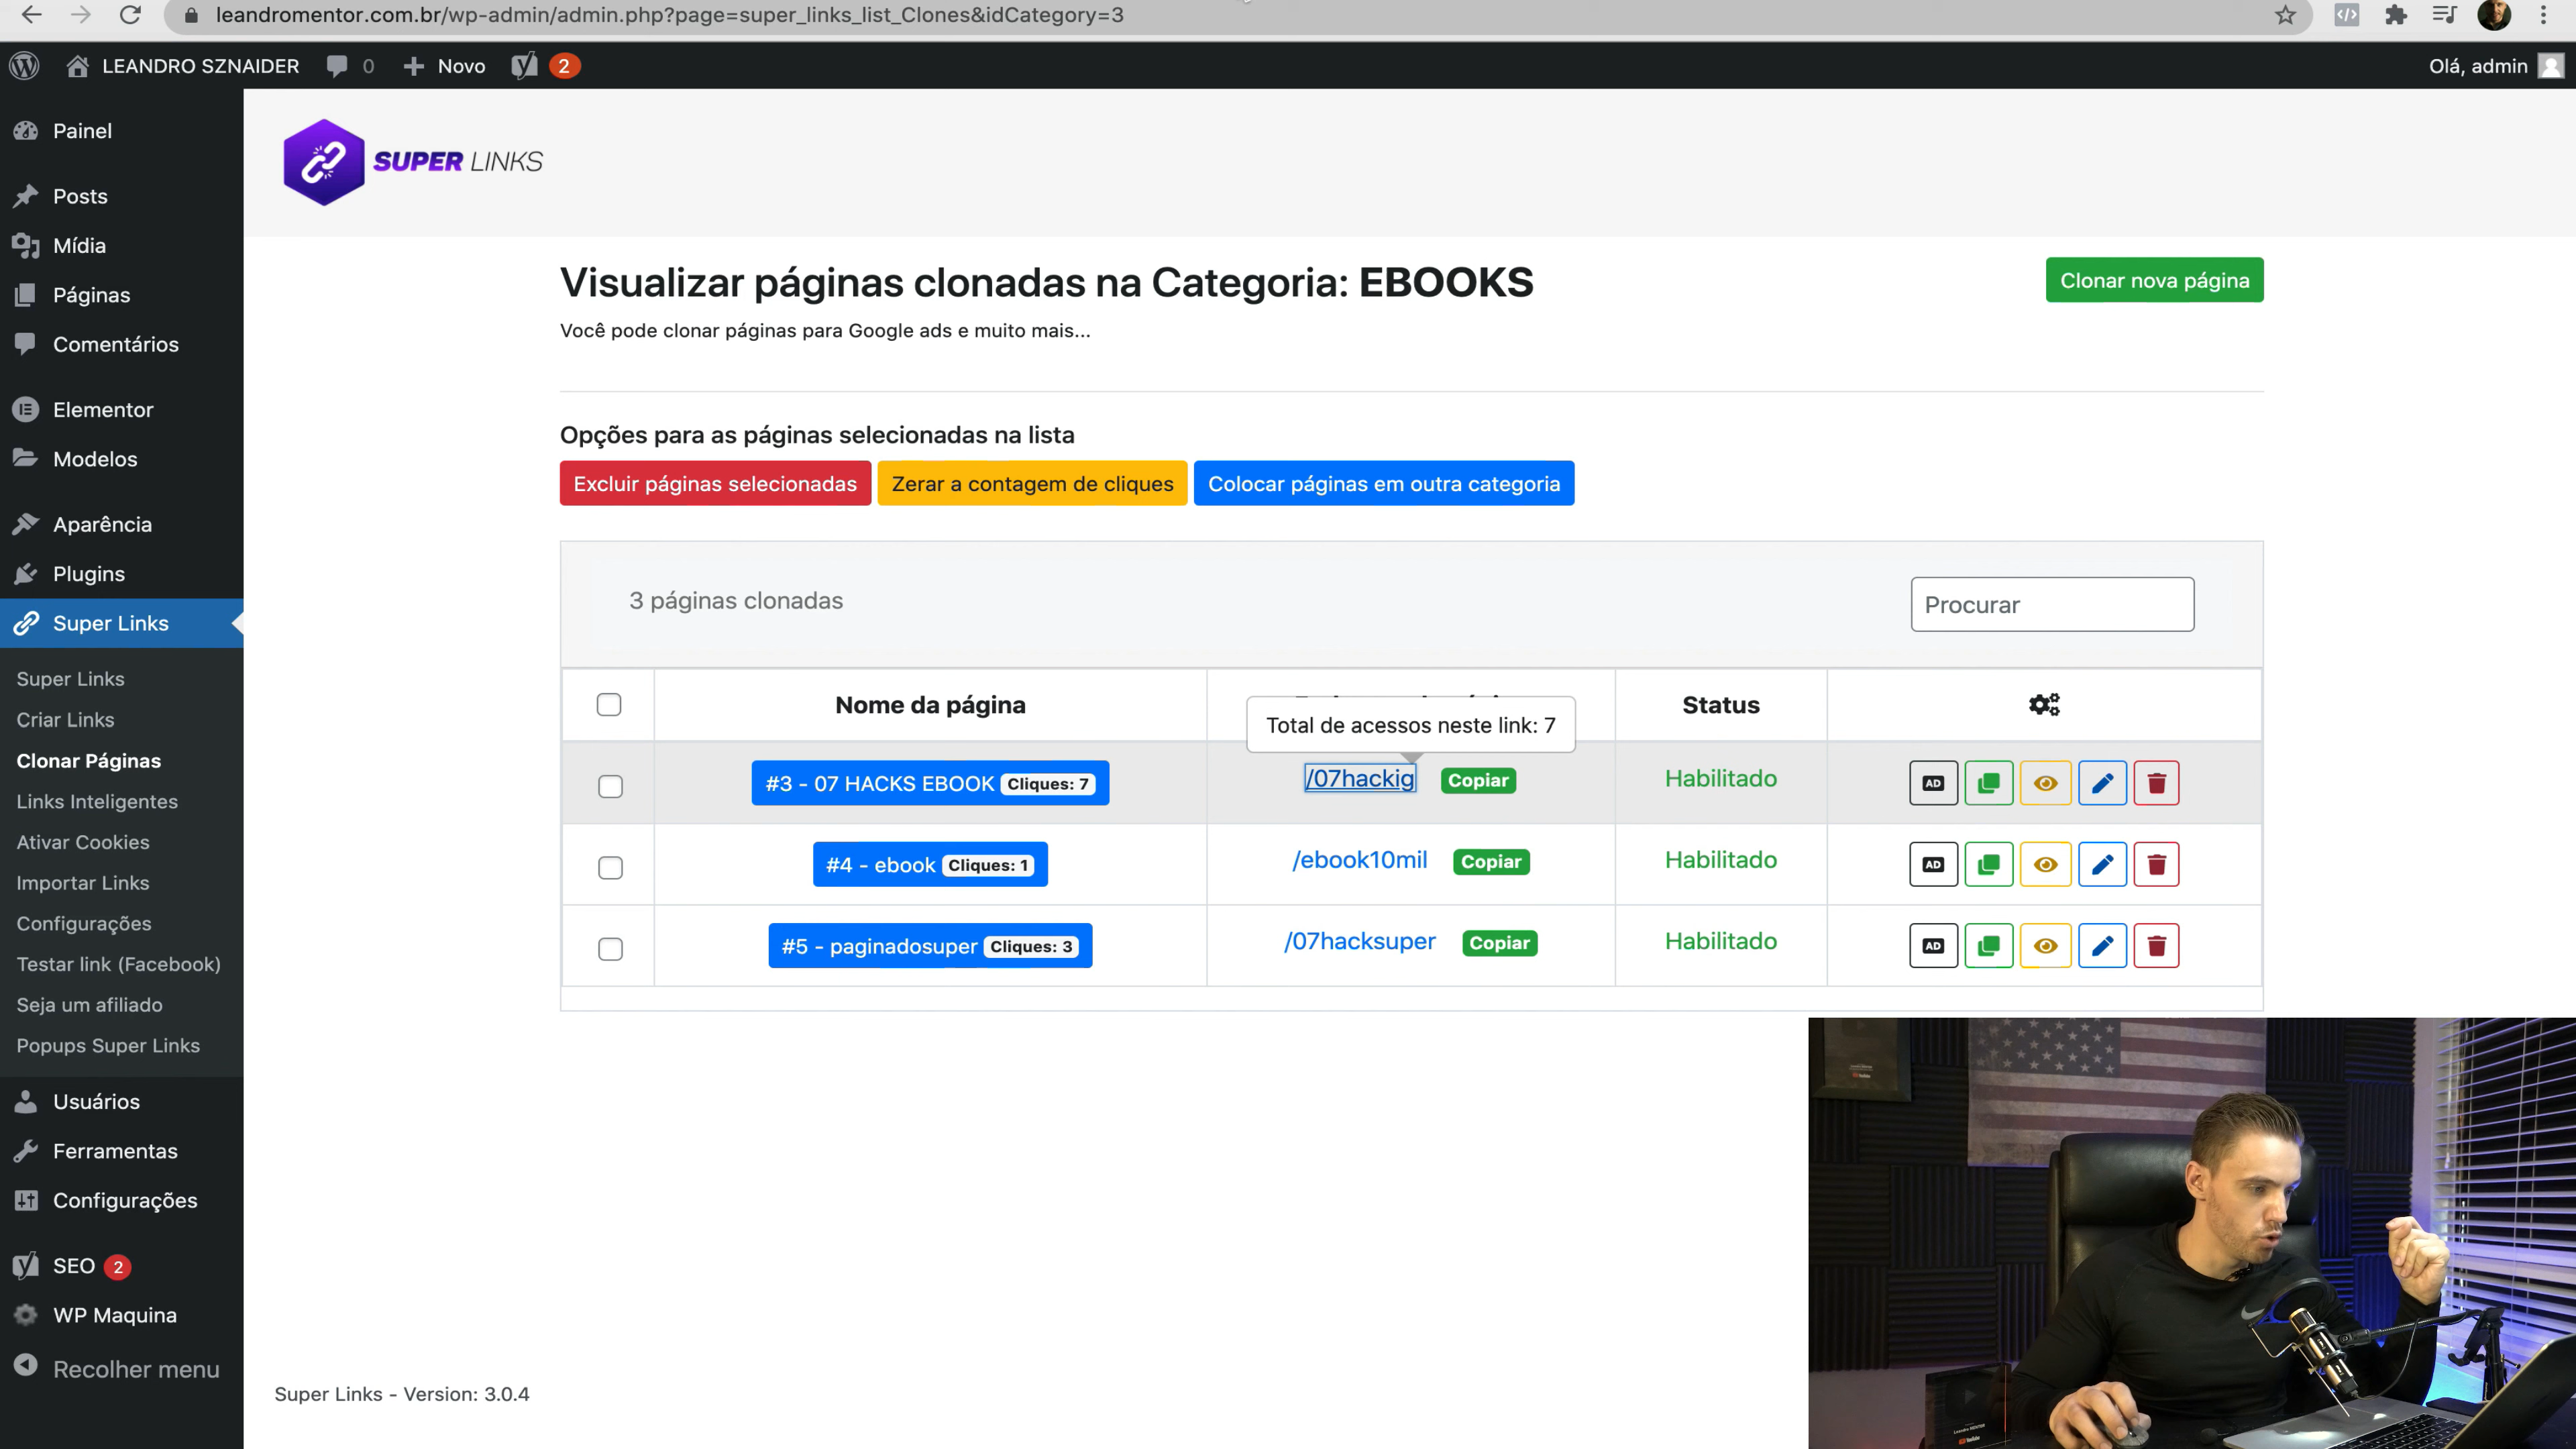 leandromentor.com.br/wp-admin/admin.php?page=super_links_list_Clones&idCategory=3
LEANDRO SZNAIDER 0 Novo 2 Olá, admin
Painel
Posts
Mídia
Páginas
Comentários
Elementor
Modelos
Aparência
Plugins
Super Links
Super Links
Criar Links
Clonar Páginas
Links Inteligentes
Ativar Cookies
Importar Links
Configurações
Testar link (Facebook)
Seja um afiliado
Popups Super Links
Usuários
Ferramentas
Configurações
SEO 2
WP Maquina
Recolher menu
SUPER LINKS
Visualizar páginas clonadas na Categoria: EBOOKS
Clonar nova página
Você pode clonar páginas para Google ads e muito mais...
Opções para as páginas selecionadas na lista
Excluir páginas selecionadas Zerar a contagem de cliques Colocar páginas em outra categoria
3 páginas clonadas
Procurar
Nome da página Status
Total de acessos neste link: 7
#3 - 07 HACKS EBOOK Cliques: 7 /07hackig Copiar Habilitado AD
#4 - ebook Cliques: 1 /ebook10mil Copiar Habilitado AD
#5 - paginadosuper Cliques: 3 /07hacksuper Copiar Habilitado AD
Super Links - Version: 3.0.4